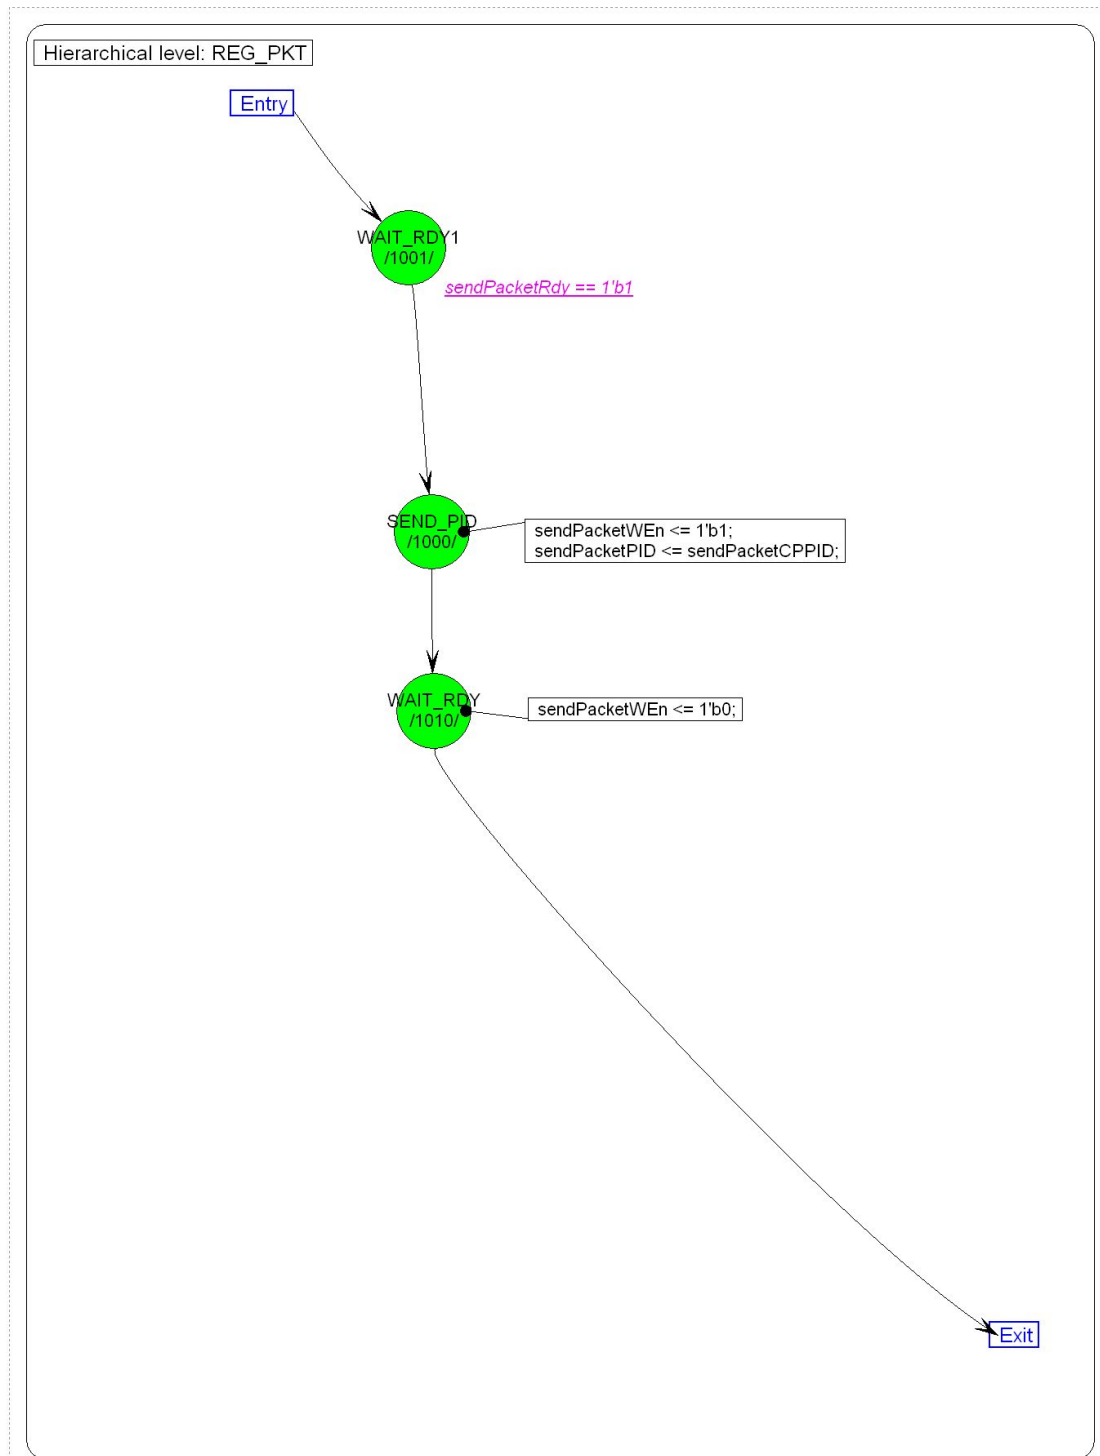 Hierarchical level: REG_PKT
Entry
WAIT_RDY1
/1001/
sendPacketRdy == 1'b1
SEND_PID
/1000/
sendPacketWEn <= 1'b1;
sendPacketPID <= sendPacketCPPID;
WAIT_RDY
/1010/
sendPacketWEn <= 1'b0;
Exit